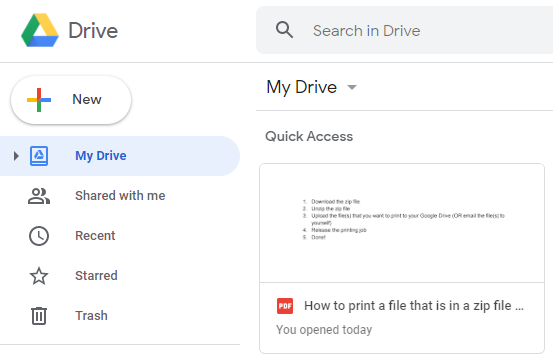 Drive
Search in Drive
New
My Drive
My Drive
Shared with me
Recent
Starred
Trash
Quick Access
1. Download the zip file
2. Unzip the zip file
3. Upload the file(s) that you want to print to your Google Drive (OR email the file(s) to
yourself)
4. Release the printing job
5. Done!
PDF
How to print a file that is in a zip file ...
You opened today